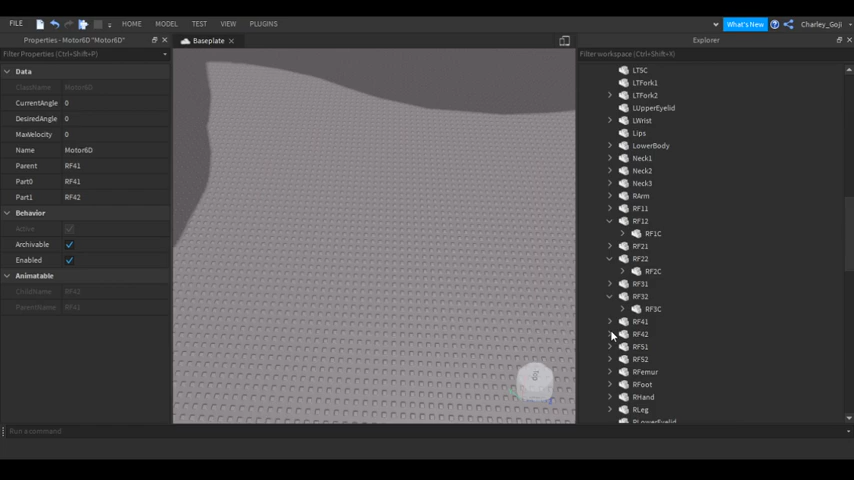 FILE HOME MODEL TEST VIEW PLUGINS What's New Charley_Goji
Properties - Motor6D "Motor6D"
Filter Properties (Ctrl+Shift+P)
Data
ClassName Motor6D
CurrentAngle 0
DesiredAngle 0
MaxVelocity 0
Name Motor6D
Parent RF41
Part0 RF41
Part1 RF42
Behavior
Active
Archivable
Enabled
Animatable
ChildName RF42
ParentName RF41
Baseplate
Explorer
Filter workspace (Ctrl+Shift+X)
LTSC
LTFork1
LTFork2
LUpperEyelid
LWrist
Lips
LowerBody
Neck1
Neck2
Neck3
RArm
RF11
RF12
RF1C
RF21
RF22
RF2C
RF31
RF32
RF3C
RF41
RF42
RF51
RF52
RFemur
RFoot
RHand
RLeg
RLowerEyelid
Run a command